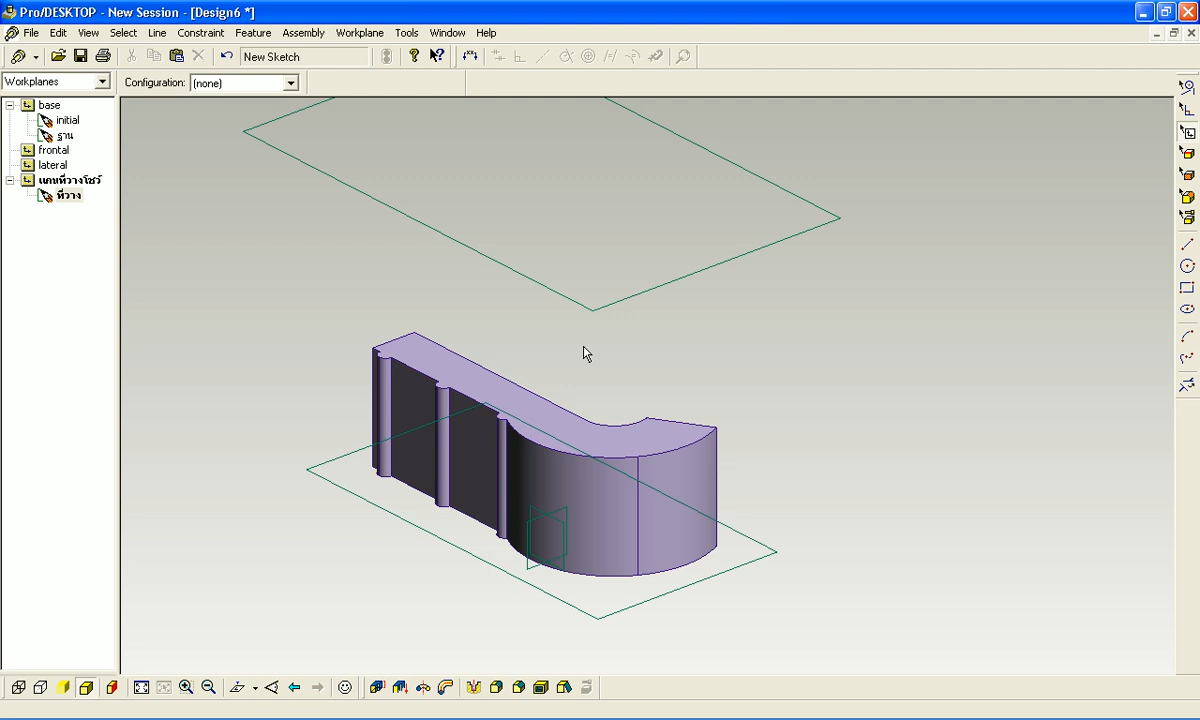 Pro/DESKTOP - New Session - [Design6 *]
File Edit View Select Line Constraint Feature Assembly Workplane Tools Window Help
New Sketch
Workplanes Configuration: (none)
base
initial
ฐาน
frontal
lateral
แคนที่วางโชว์
ที่วาง